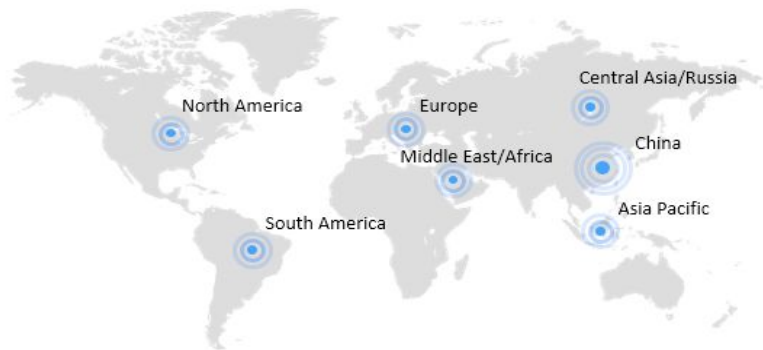 Central Asia/Russia
North America
Europe
China
Middle East/Africa
Asia Pacific
South America